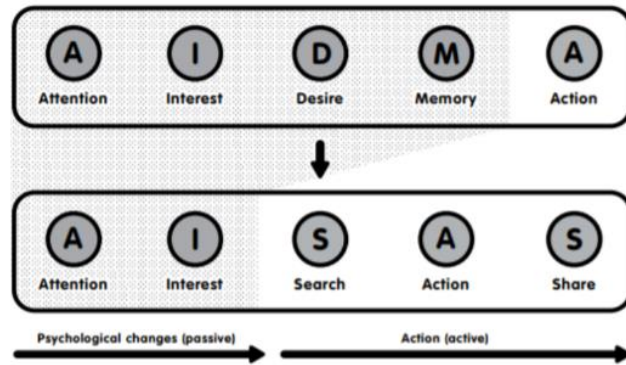 A I D M A
Attention Interest Desire Memory Action
A I S A S
Attention Interest Search Action Share
Psychological changes (passive) Action (active)